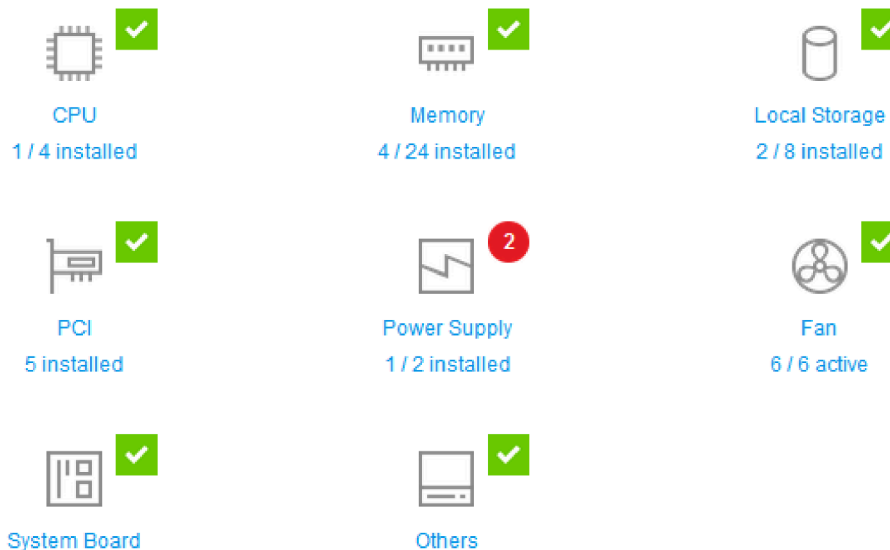 CPU
1 / 4 installed
Memory
4 / 24 installed
Local Storage
2 / 8 installed
PCI
5 installed
2
Power Supply
1 / 2 installed
Fan
6 / 6 active
System Board
Others